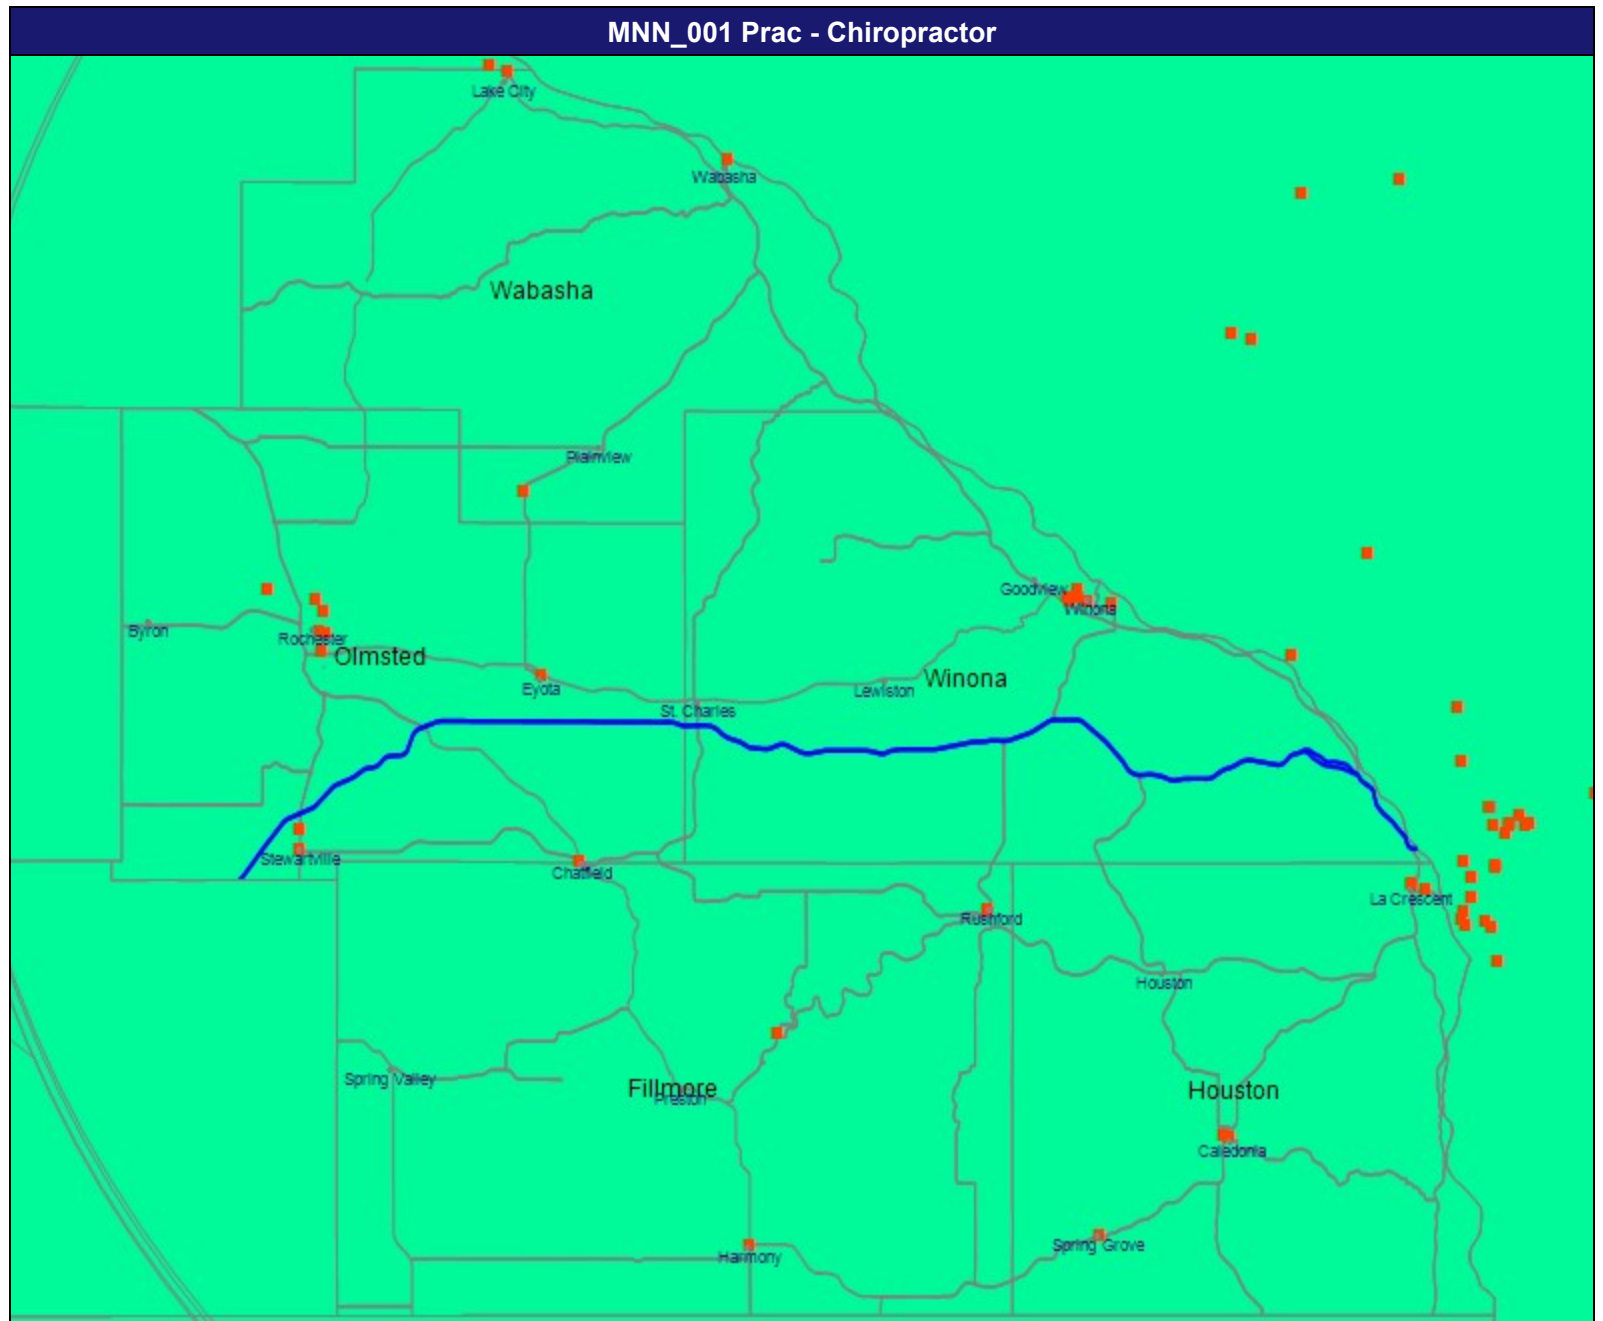 MNN_001 Prac - Chiropractor
Lake City
Wabasha
Wabasha
Plainview
Goodview
Winona
Byron
Rochester
Olmsted
Eyota
Lewiston
Winona
St. Charles
Stewartville
Chatfield
La Crescent
Rushford
Houston
Spring Valley
Fillmore
Preston
Houston
Caledonia
Harmony
Spring Grove